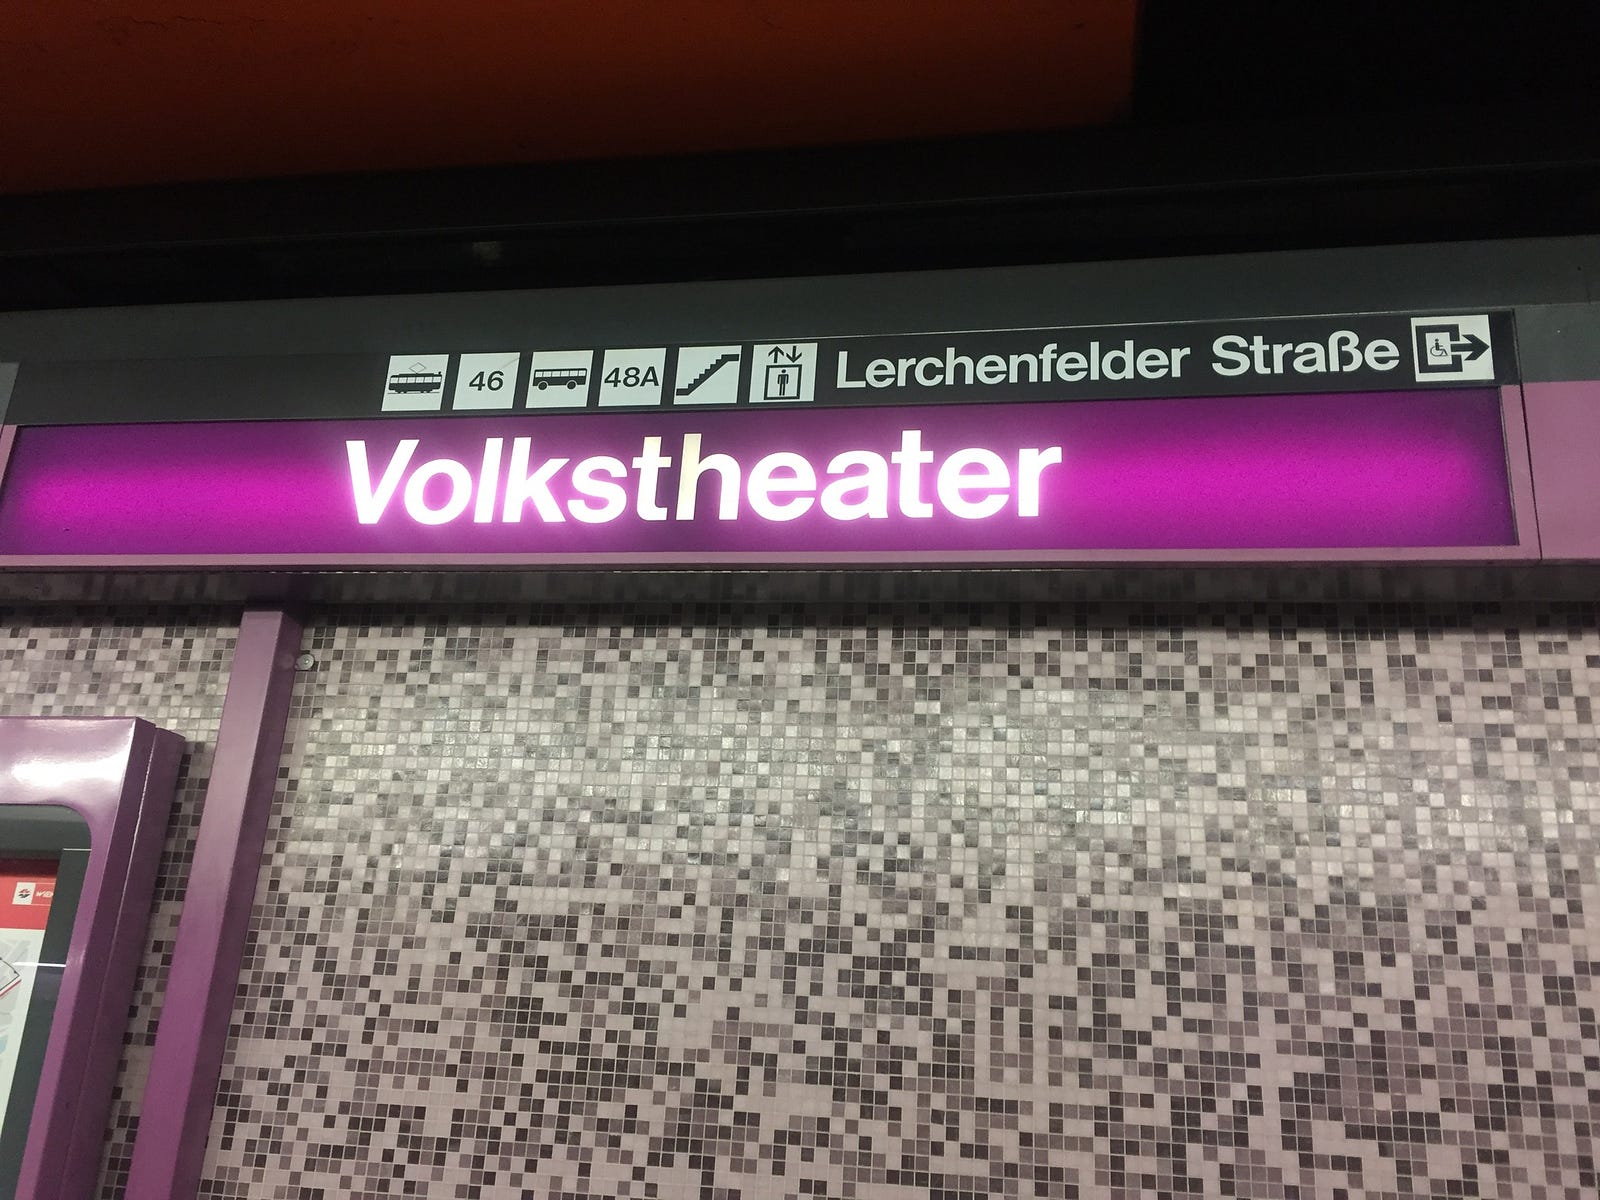 46 48A Lerchenfelder Straße
Volkstheater